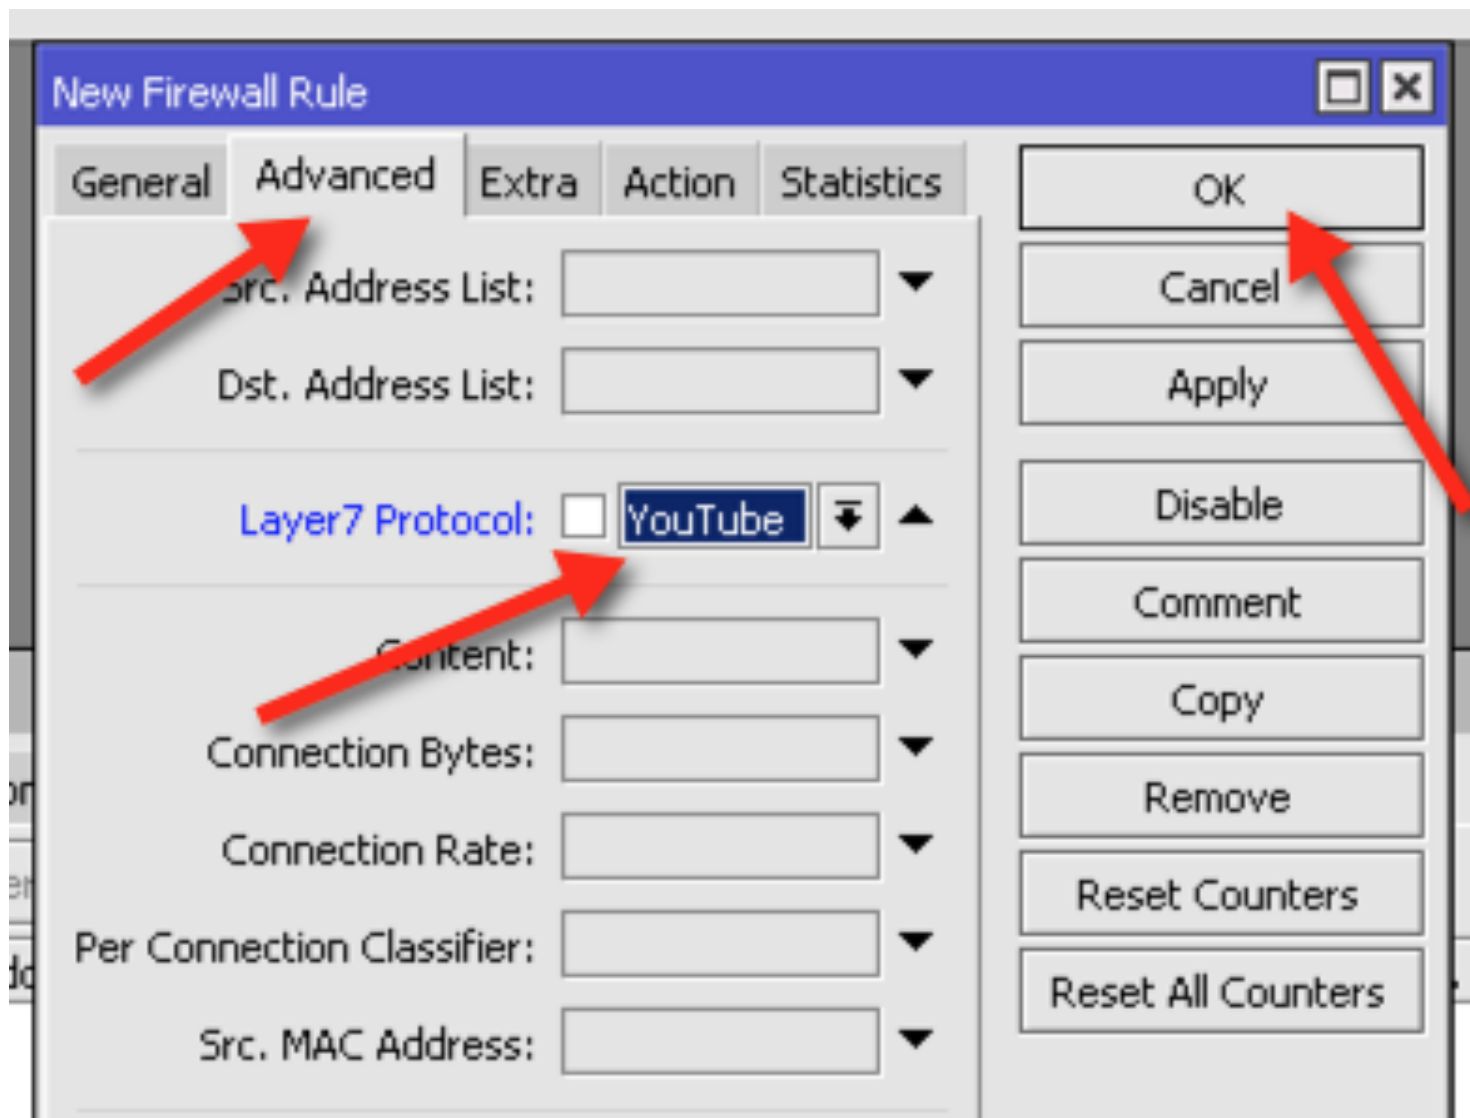 New Firewall Rule
General Advanced Extra Action Statistics
Src. Address List:
Dst. Address List:
Layer7 Protocol: YouTube
Content:
Connection Bytes:
Connection Rate:
Per Connection Classifier:
Src. MAC Address:
OK
Cancel
Apply
Disable
Comment
Copy
Remove
Reset Counters
Reset All Counters